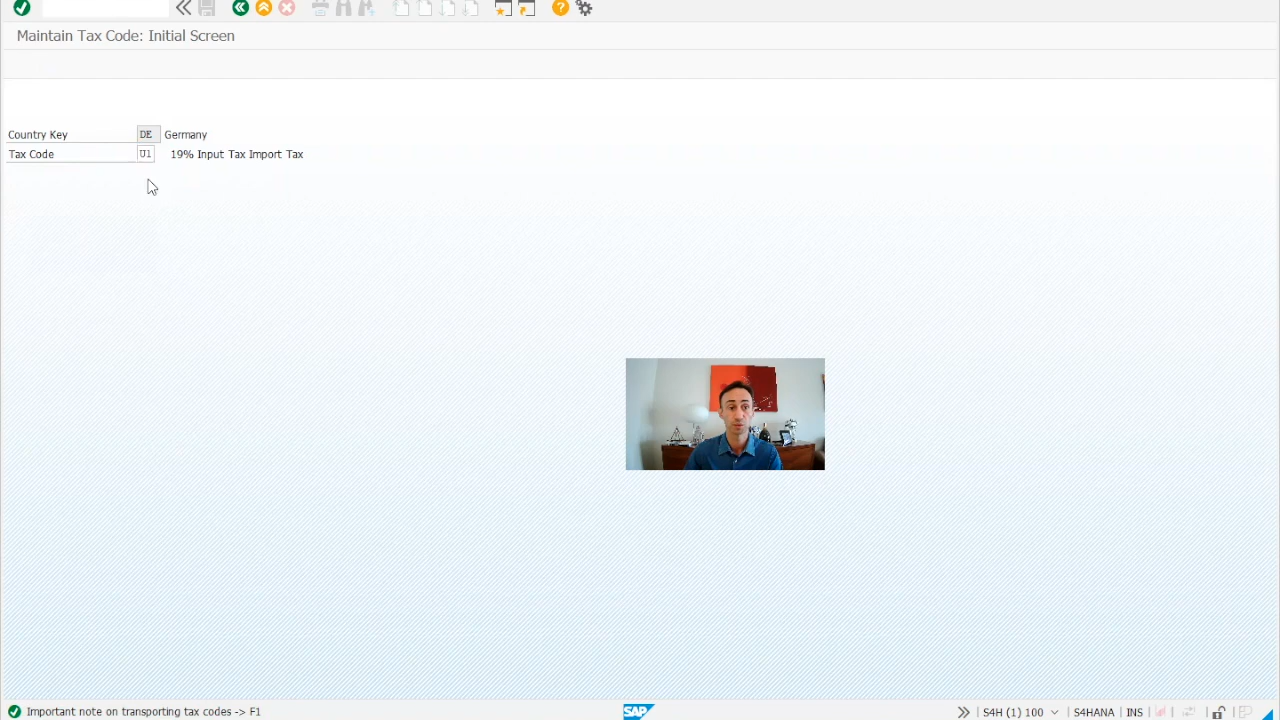 Maintain Tax Code: Initial Screen
Country Key DE Germany
Tax Code U1 19% Input Tax Import Tax
Important note on transporting tax codes -> F1
SAP
S4H (1) 100
S4HANA
INS